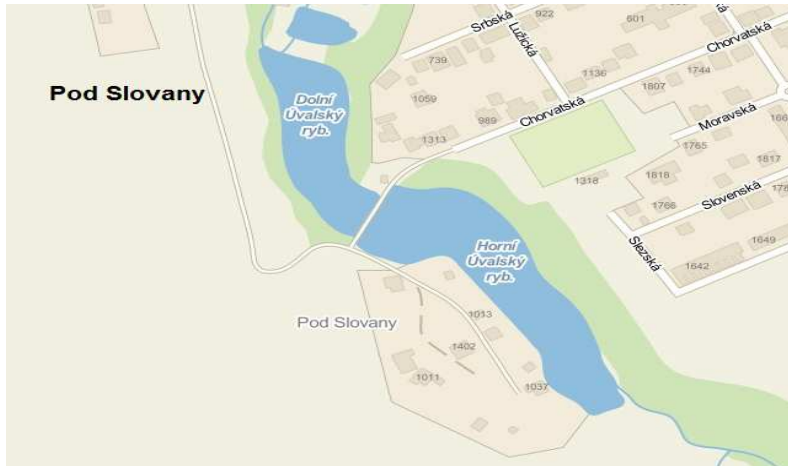 Srbská
922
Lužická
601
Chorvatská
739
1136
1744
1807
Pod Slovany
Dolní
Úvalský
ryb.
1059
Chorvatská
989
1313
Moravská
1765
1817
1318
1818
Slovenská
1766
Slezská
1649
1642
Horní
Úvalský
ryb.
Pod Slovany
1013
1402
1011
1037